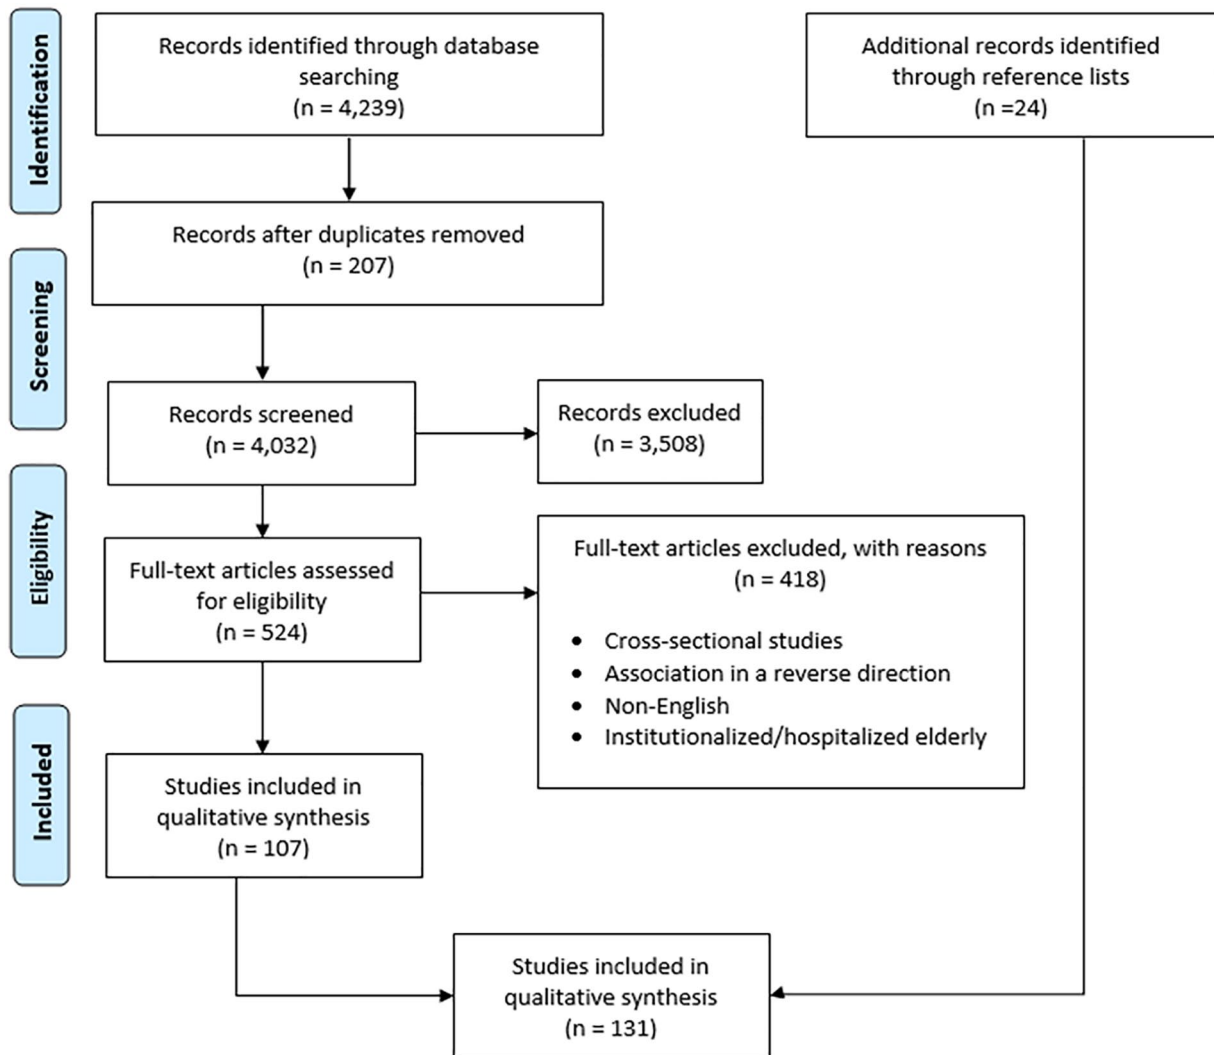 Identification
Records identified through database
searching
(n = 4,239)
Additional records identified
through reference lists
(n =24)
Records after duplicates removed
(n = 207)
Screening
Records screened
(n = 4,032)
Records excluded
(n = 3,508)
Eligibility
Full-text articles assessed
for eligibility
(n = 524)
Full-text articles excluded, with reasons
(n = 418)
• Cross-sectional studies
• Association in a reverse direction
• Non-English
• Institutionalized/hospitalized elderly
Included
Studies included in
qualitative synthesis
(n = 107)
Studies included in
qualitative synthesis
(n = 131)